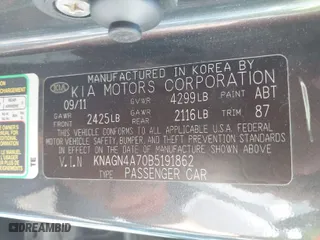 MANUFACTURED IN KOREA BY
KIA KIA MOTORS CORPORATION
09/11 GVWR 4299LB PAINT ABT
GAWR FRONT 2425LB GAWR REAR 2116LB TRIM 87
THIS VEHICLE CONFORMS TO ALL APPLICABLE U.S.A. FEDERAL
MOTOR VEHICLE SAFETY, BUMPER, AND THEFT PREVENTION STANDARDS
IN EFFECT ON THE DATE OF MANUFACTURE SHOWN ABOVE.
V.I.N KNAGN4A70B5191862
TYPE: PASSENGER CAR